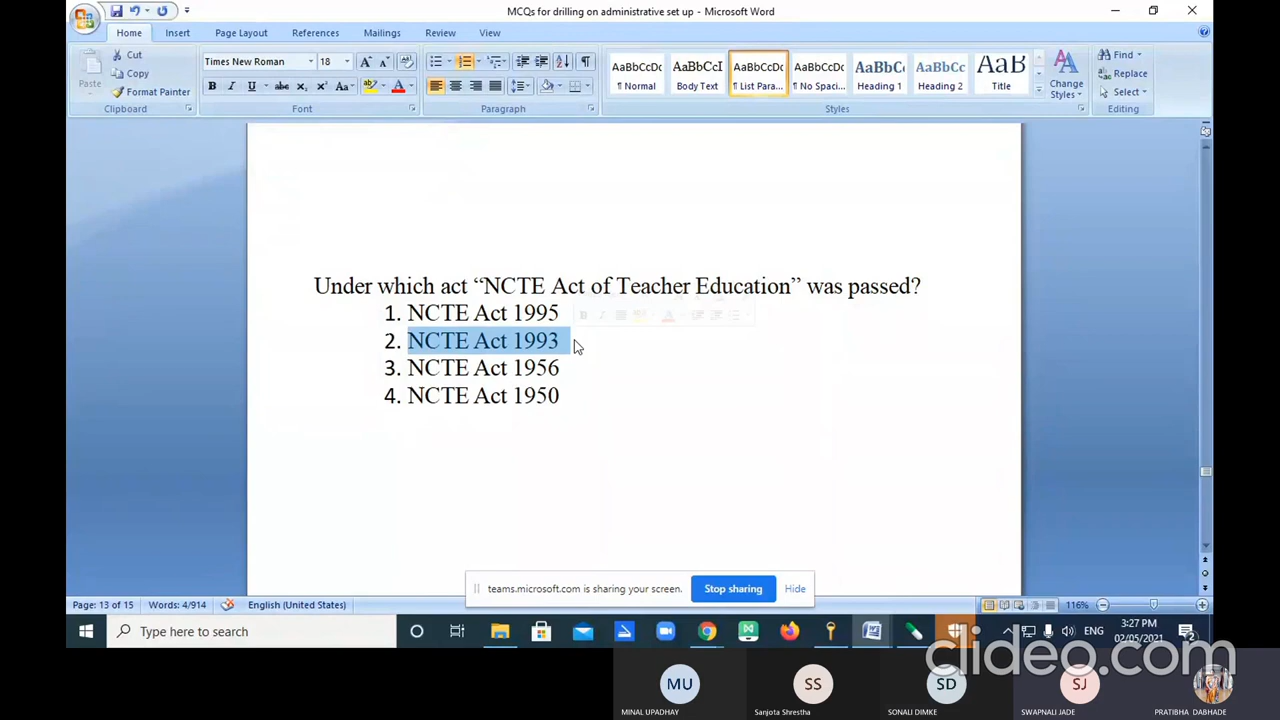 MCQs for drilling on administrative set up - Microsoft Word
Home Insert Page Layout References Mailings Review View
Paste
Cut
Copy
Format Painter
Clipboard
Times New Roman 18
Font
Paragraph
AaBbCcDc AaBbCcI AaBbCcDc AaBbCcDc AaBbCc AaBbCc AaB
¶ Normal Body Text ¶ List Para... ¶ No Spaci... Heading 1 Heading 2 Title
Change Styles
Styles
Find
Replace
Select
Editing
Under which act “NCTE Act of Teacher Education” was passed?
1. NCTE Act 1995
2. NCTE Act 1993
3. NCTE Act 1956
4. NCTE Act 1950
teams.microsoft.com is sharing your screen. Stop sharing Hide
Page: 13 of 15 Words: 4/914 English (United States) 116%
Type here to search
ENG
3:27 PM
02/05/2021
clideo.com
MU SS SD SJ
MINAL UPADHAY Sanjota Shrestha SONALI DIMKE SWAPNALI JADE PRATIBHA DABHADE